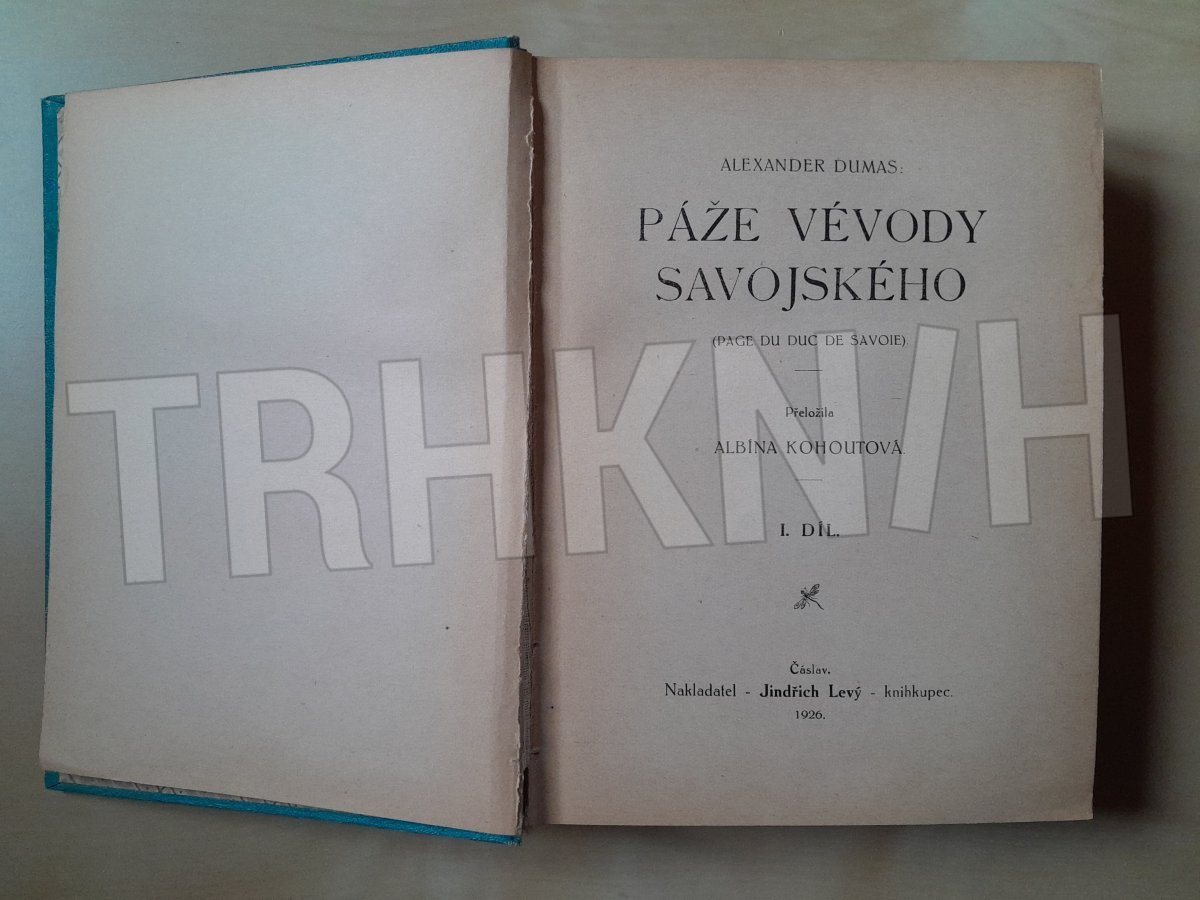 ALEXANDER DUMAS:
PÁŽE VÉVODY
SAVOJSKÉHO
(PAGE DU DUC DE SAVOIE).
Přeložila
ALBÍNA KOHOUTOVÁ.
I. DÍL.
Čáslav.
Nakladatel - Jindřich Levý - knihkupec.
1926.
TRHKNIH